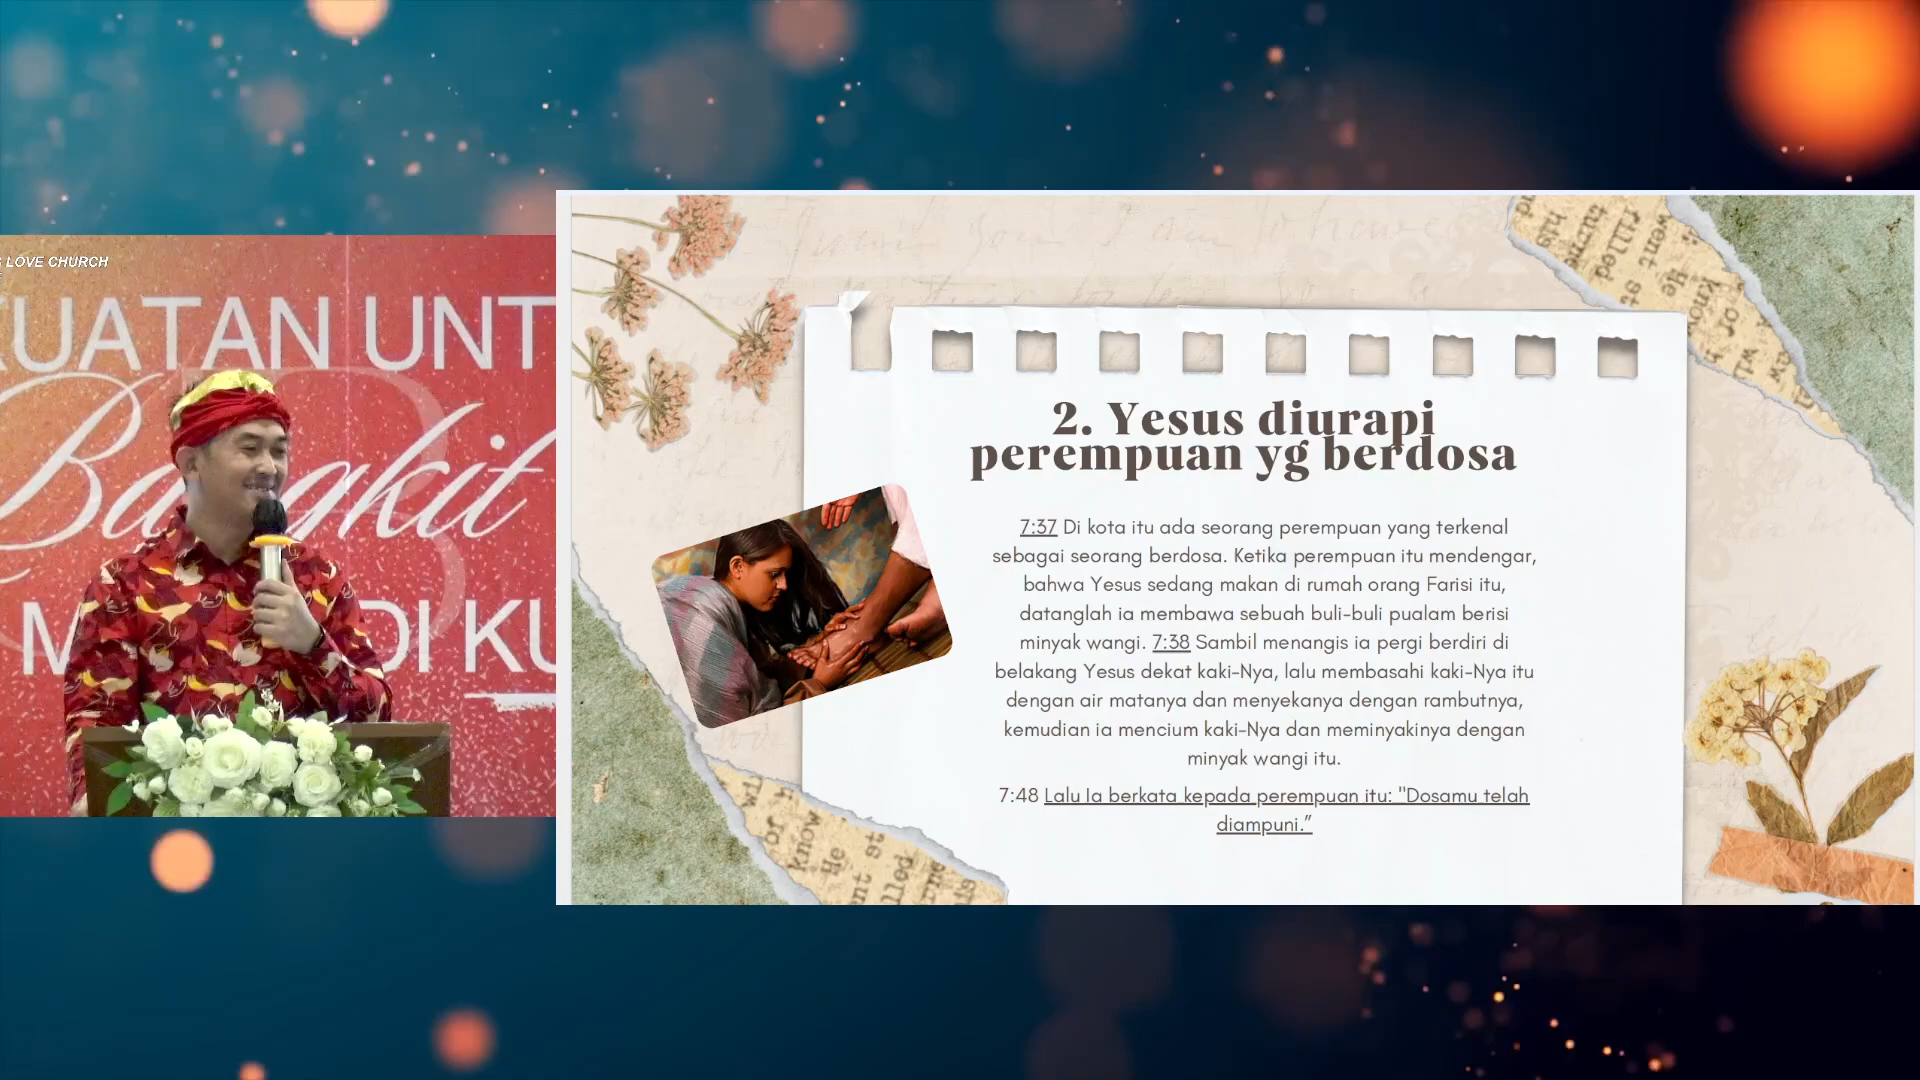 LOVE CHURCH
KUATAN UNT
Bangkit
M DI KU
2. Yesus diurapi
perempuan yg berdosa
7:37 Di kota itu ada seorang perempuan yang terkenal
sebagai seorang berdosa. Ketika perempuan itu mendengar,
bahwa Yesus sedang makan di rumah orang Farisi itu,
datanglah ia membawa sebuah buli-buli pualam berisi
minyak wangi. 7:38 Sambil menangis ia pergi berdiri di
belakang Yesus dekat kaki-Nya, lalu membasahi kaki-Nya itu
dengan air matanya dan menyekanya dengan rambutnya,
kemudian ia mencium kaki-Nya dan meminyakinya dengan
minyak wangi itu.
7:48 Lalu Ia berkata kepada perempuan itu: "Dosamu telah
diampuni.”